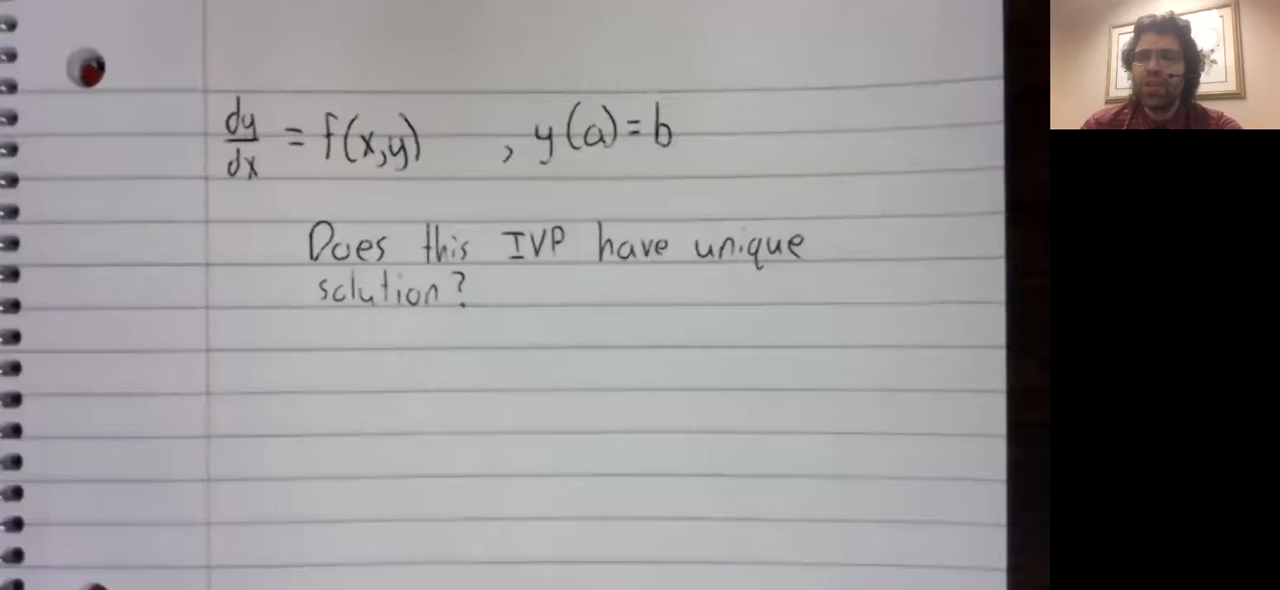 dy/dx = f(x,y) , y(a)=b
Does this IVP have unique
solution?